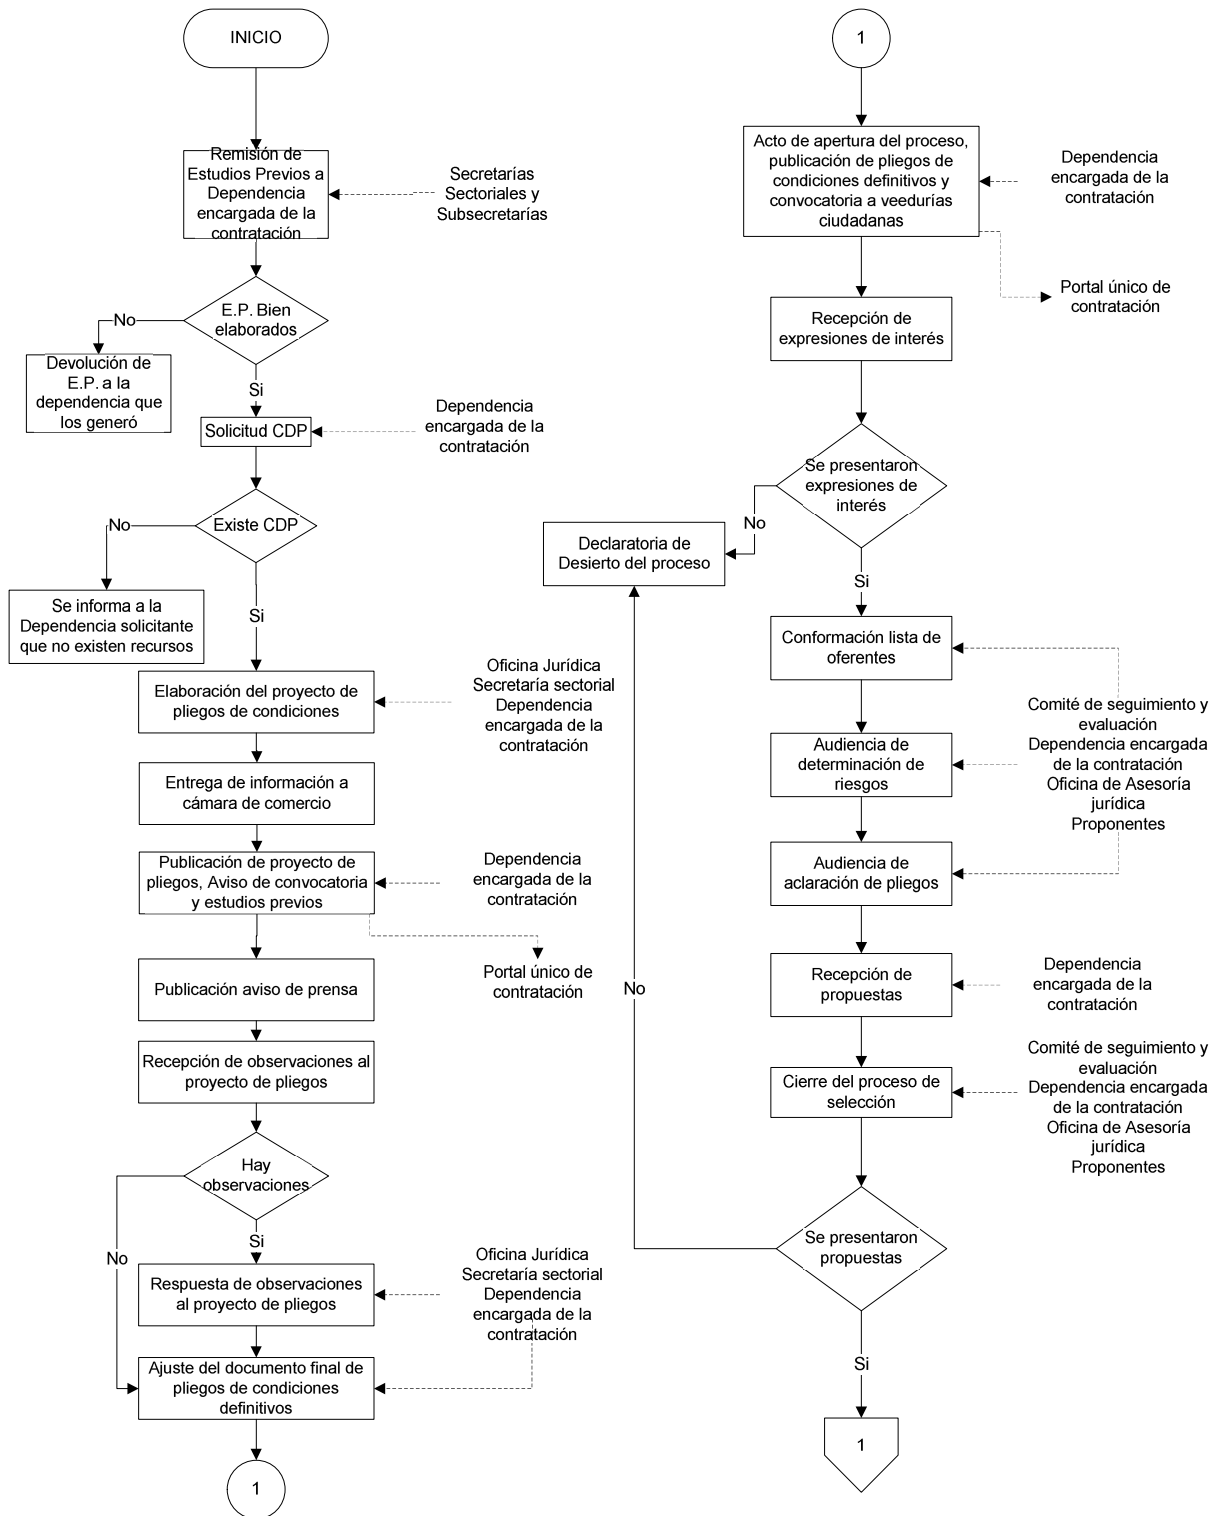 INICIO
Remisión de
Estudios Previos a
Dependencia
encargada de la
contratación
Secretarías
Sectoriales y
Subsecretarías
E.P. Bien
elaborados
No
Devolución de
E.P. a la
dependencia que
los generó
Si
Solicitud CDP
Dependencia
encargada de la
contratación
Existe CDP
No
Se informa a la
Dependencia solicitante
que no existen recursos
Si
Elaboración del proyecto de
pliegos de condiciones
Oficina Jurídica
Secretaría sectorial
Dependencia
encargada de la
contratación
Entrega de información a
cámara de comercio
Publicación de proyecto de
pliegos, Aviso de convocatoria
y estudios previos
Dependencia
encargada de la
contratación
Portal único de
contratación
Publicación aviso de prensa
Recepción de observaciones al
proyecto de pliegos
Hay
observaciones
No
Si
Respuesta de observaciones
al proyecto de pliegos
Oficina Jurídica
Secretaría sectorial
Dependencia
encargada de la
contratación
Ajuste del documento final de
pliegos de condiciones
definitivos
1
1
Acto de apertura del proceso,
publicación de pliegos de
condiciones definitivos y
convocatoria a veedurías
ciudadanas
Dependencia
encargada de la
contratación
Portal único de
contratación
Recepción de
expresiones de interés
Se presentaron
expresiones de
interés
No
Declaratoria de
Desierto del proceso
Si
Conformación lista de
oferentes
Audiencia de
determinación de
riesgos
Comité de seguimiento y
evaluación
Dependencia encargada
de la contratación
Oficina de Asesoría
jurídica
Proponentes
Audiencia de
aclaración de pliegos
Recepción de
propuestas
Dependencia
encargada de la
contratación
Cierre del proceso de
selección
Comité de seguimiento y
evaluación
Dependencia encargada
de la contratación
Oficina de Asesoría
jurídica
Proponentes
Se presentaron
propuestas
No
Si
1